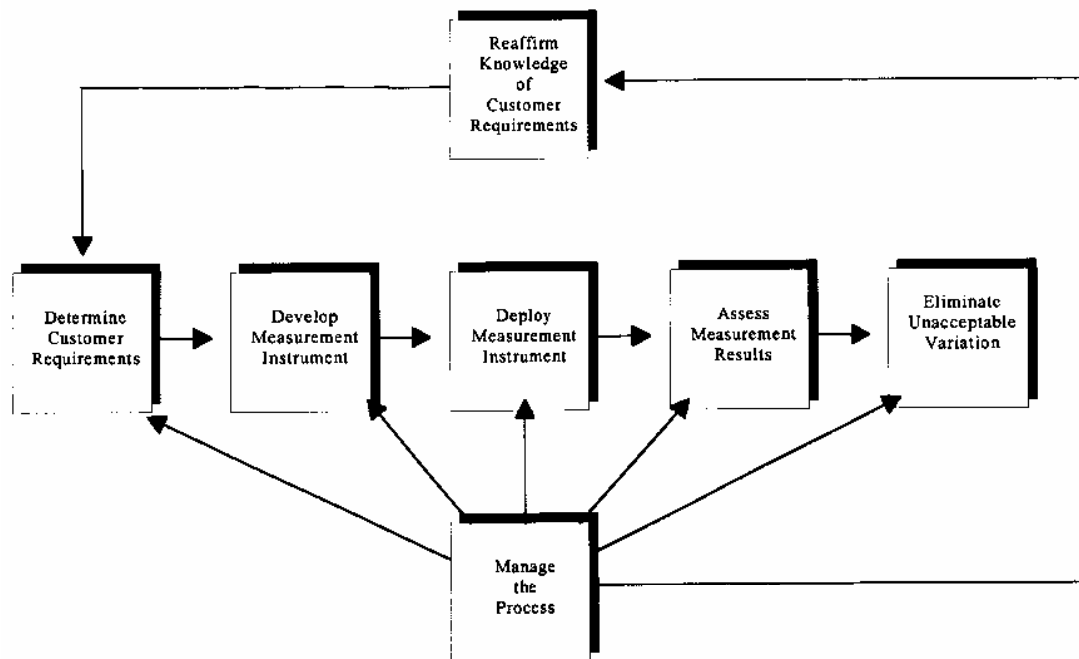 Reaffirm
Knowledge
of
Customer
Requirements
Determine
Customer
Requirements
Develop
Measurement
Instrument
Deploy
Measurement
Instrument
Assess
Measurement
Results
Eliminate
Unacceptable
Variation
Manage
the
Process